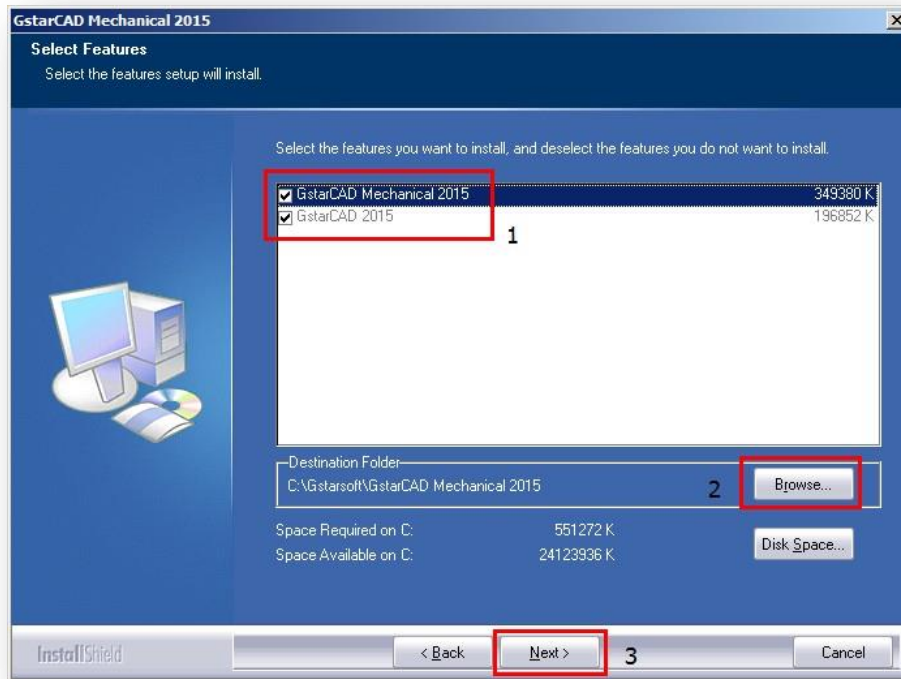 GstarCAD Mechanical 2015
Select Features
Select the features setup will install.
Select the features you want to install, and deselect the features you do not want to install.
GstarCAD Mechanical 2015 349380 K
GstarCAD 2015 196852 K
1
Destination Folder
C:\Gstarsoft\GstarCAD Mechanical 2015 2 Browse...
Space Required on C: 551272 K
Space Available on C: 24123936 K
Disk Space...
InstallShield < Back Next > 3 Cancel